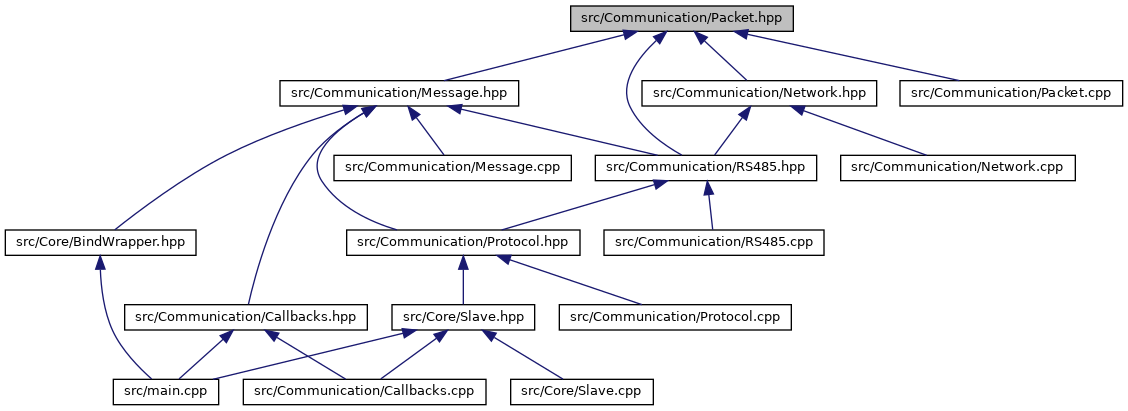 src/Communication/Packet.hpp
src/Communication/Message.hpp
src/Communication/Network.hpp
src/Communication/Packet.cpp
src/Communication/Message.cpp
src/Communication/RS485.hpp
src/Communication/Network.cpp
src/Core/BindWrapper.hpp
src/Communication/Protocol.hpp
src/Communication/RS485.cpp
src/Communication/Callbacks.hpp
src/Core/Slave.hpp
src/Communication/Protocol.cpp
src/main.cpp
src/Communication/Callbacks.cpp
src/Core/Slave.cpp